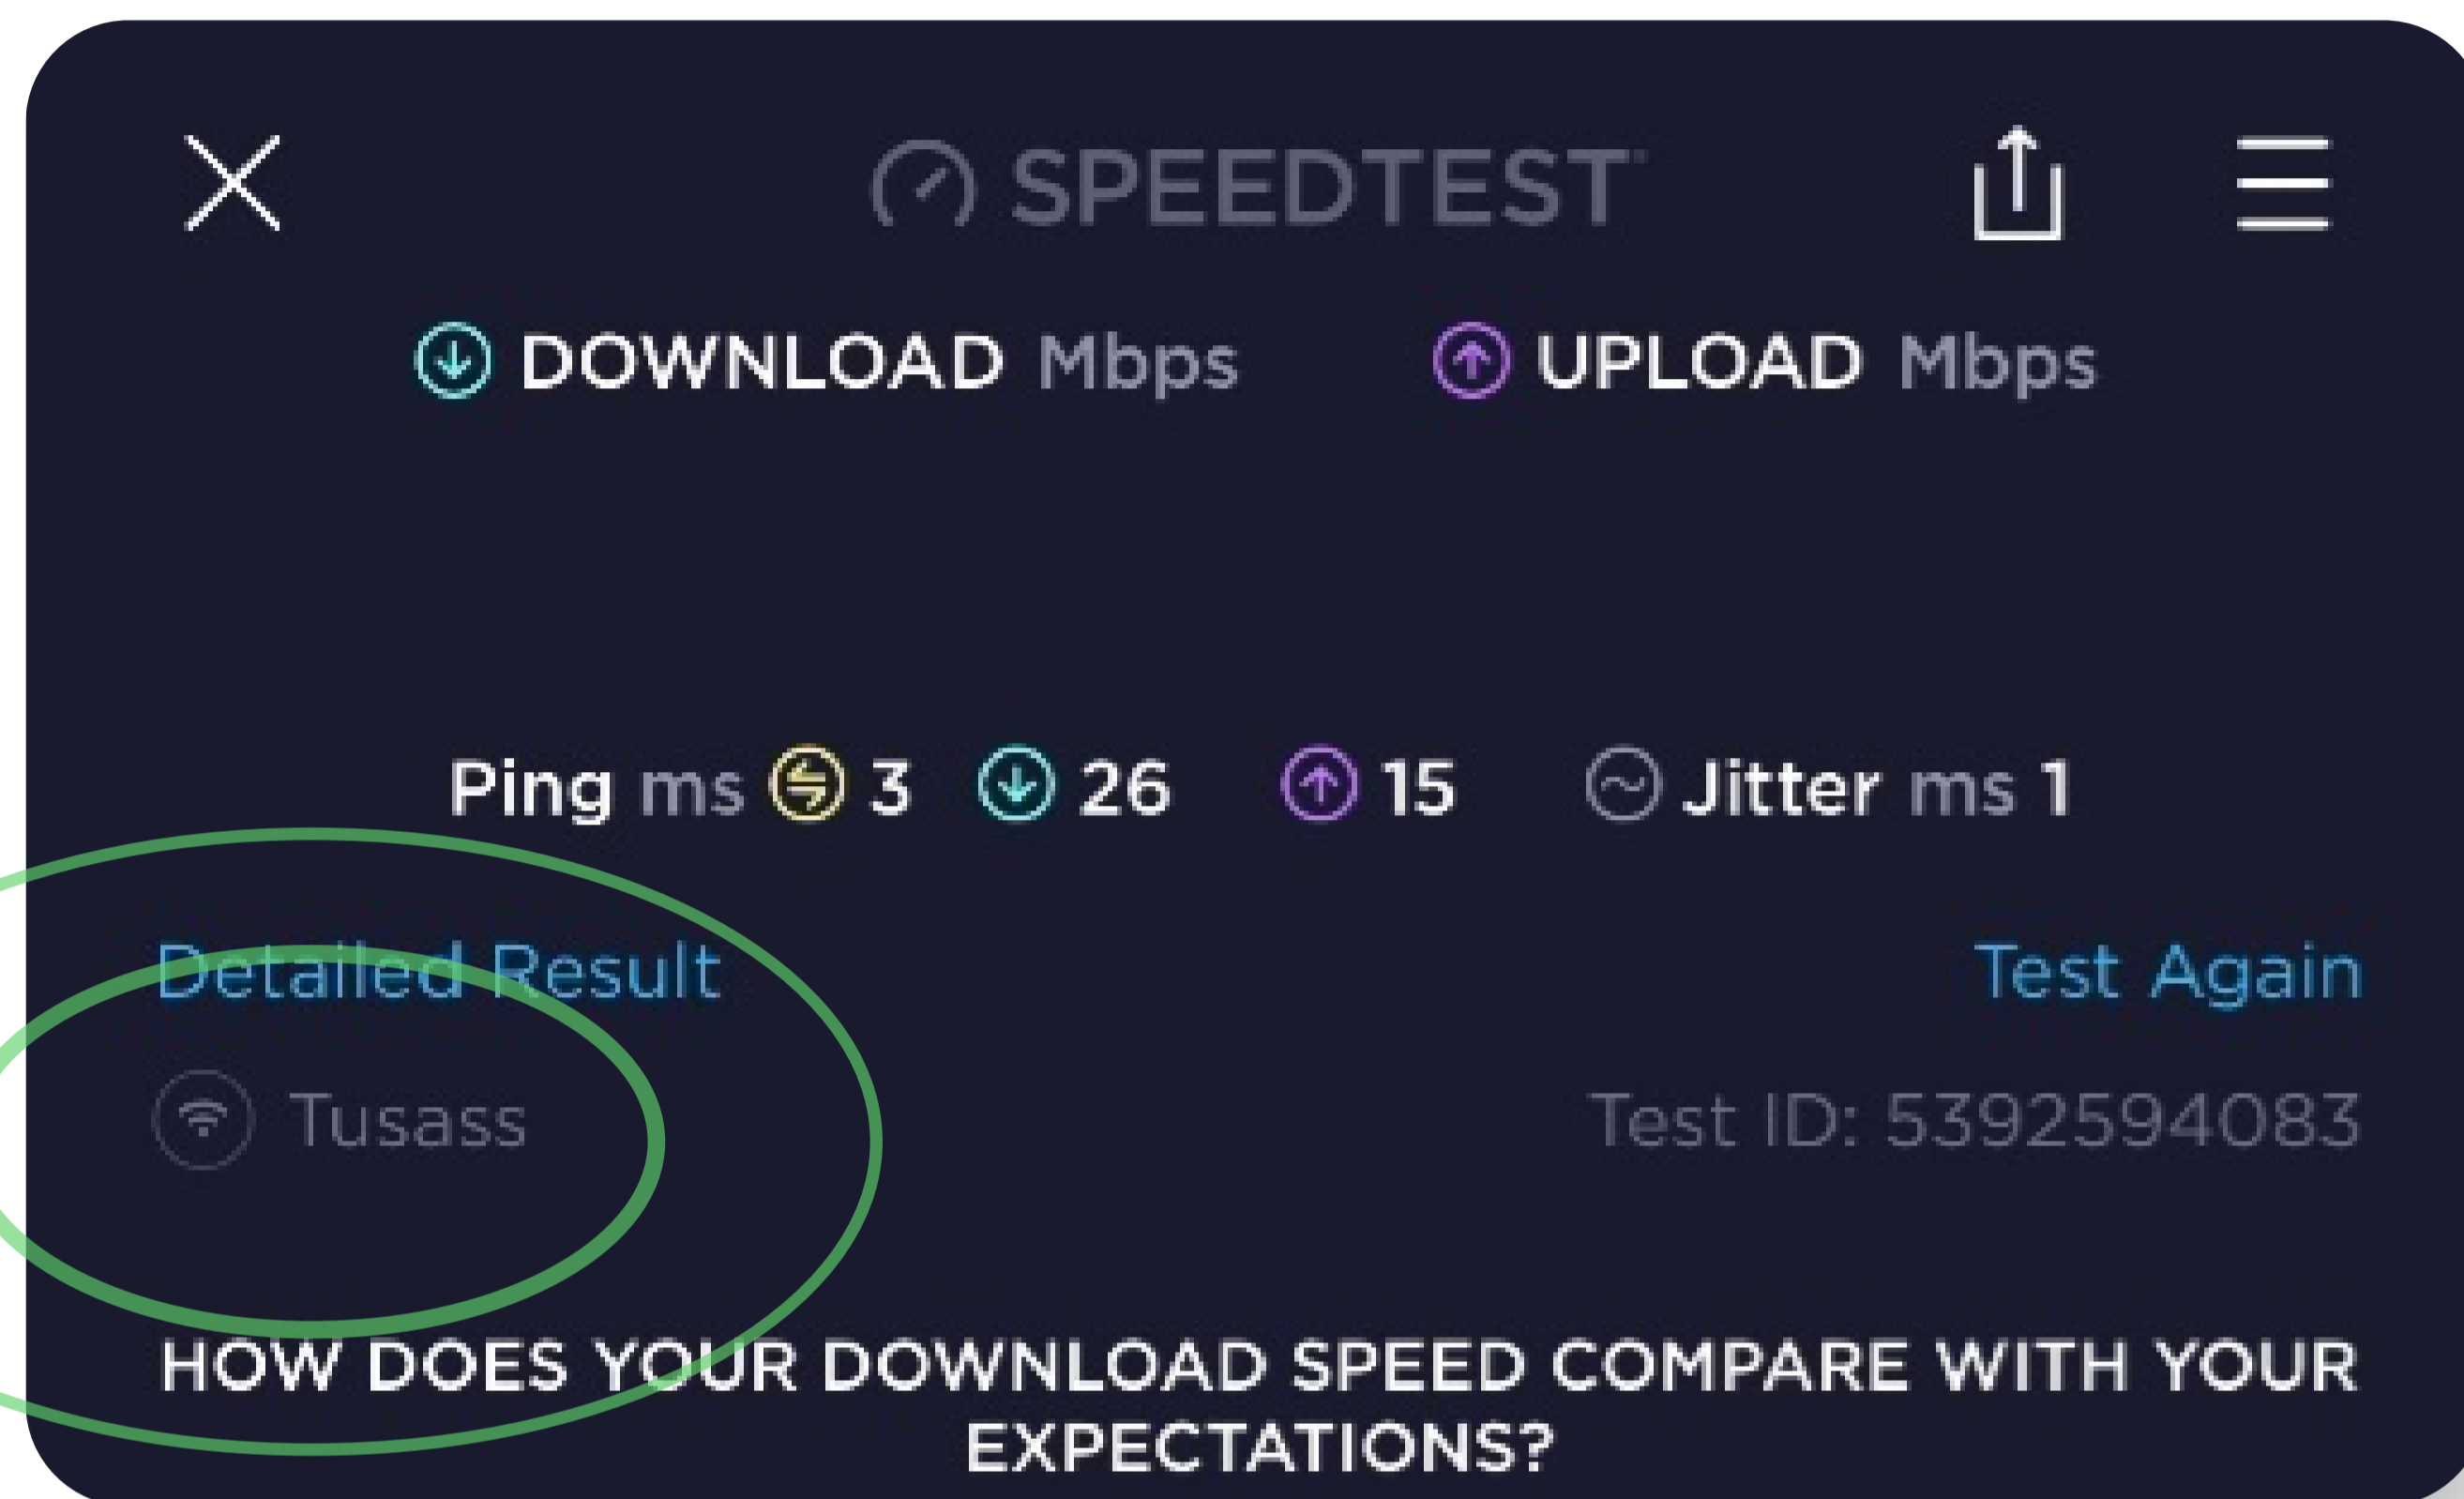 SPEEDTEST
DOWNLOAD Mbps UPLOAD Mbps
Ping ms 3 26 15 Jitter ms 1
Detailed Result Test Again
Tusass Test ID: 5392594083
HOW DOES YOUR DOWNLOAD SPEED COMPARE WITH YOUR
EXPECTATIONS?